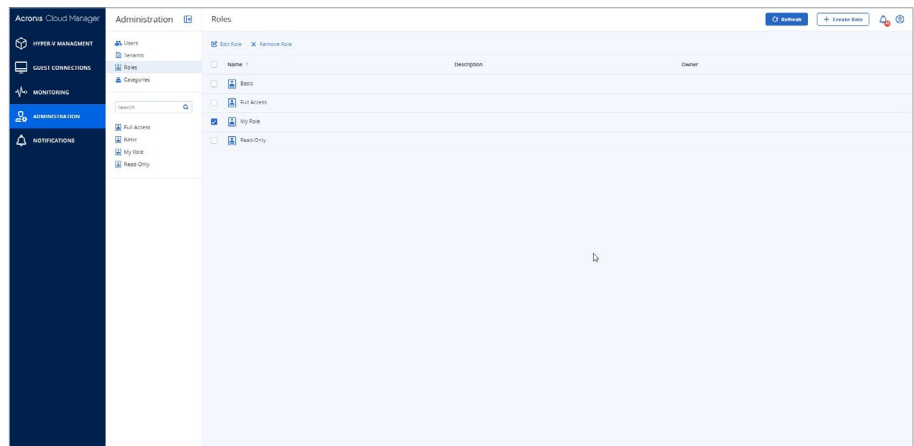 Acronis Cloud Manager
Administration
Roles
Refresh
+ Create Role
HYPER-V MANAGMENT
GUEST CONNECTIONS
MONITORING
ADMINISTRATION
NOTIFICATIONS
Users
Tenants
Roles
Categories
Search
Full Access
Basic
My Role
Read-Only
Edit Role
Remove Role
Name ↑
Description
Owner
Basic
Full Access
My Role
Read-Only